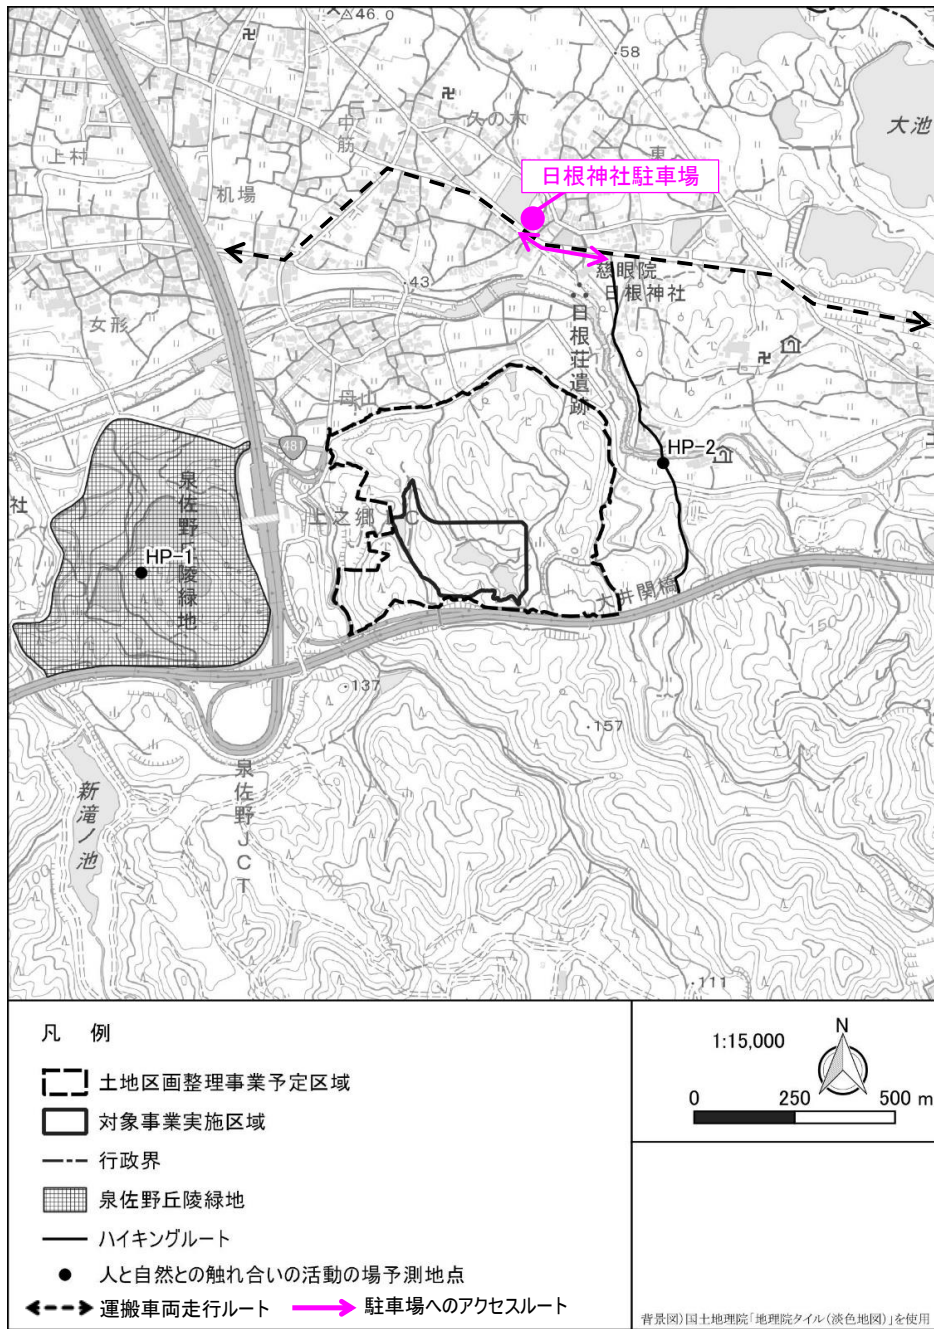 △46.0
・58
大池
久の木
中筋
上村
東
机場
日根神社駐車場
慈眼院
日根神社
・43
女形
日根荘遺跡
母山
481
HP-2
社
上之郷IC
泉佐野丘陵緑地
HP-1
大井関橋
150
・137
・157
新滝ノ池
泉佐野JCT
100
・111
凡 例
土地区画整理事業予定区域
対象事業実施区域
行政界
泉佐野丘陵緑地
ハイキングルート
人と自然との触れ合いの活動の場予測地点
運搬車両走行ルート
駐車場へのアクセスルート
1:15,000
N
0 250 500 m
背景図)国土地理院「地理院タイル(淡色地図)」を使用